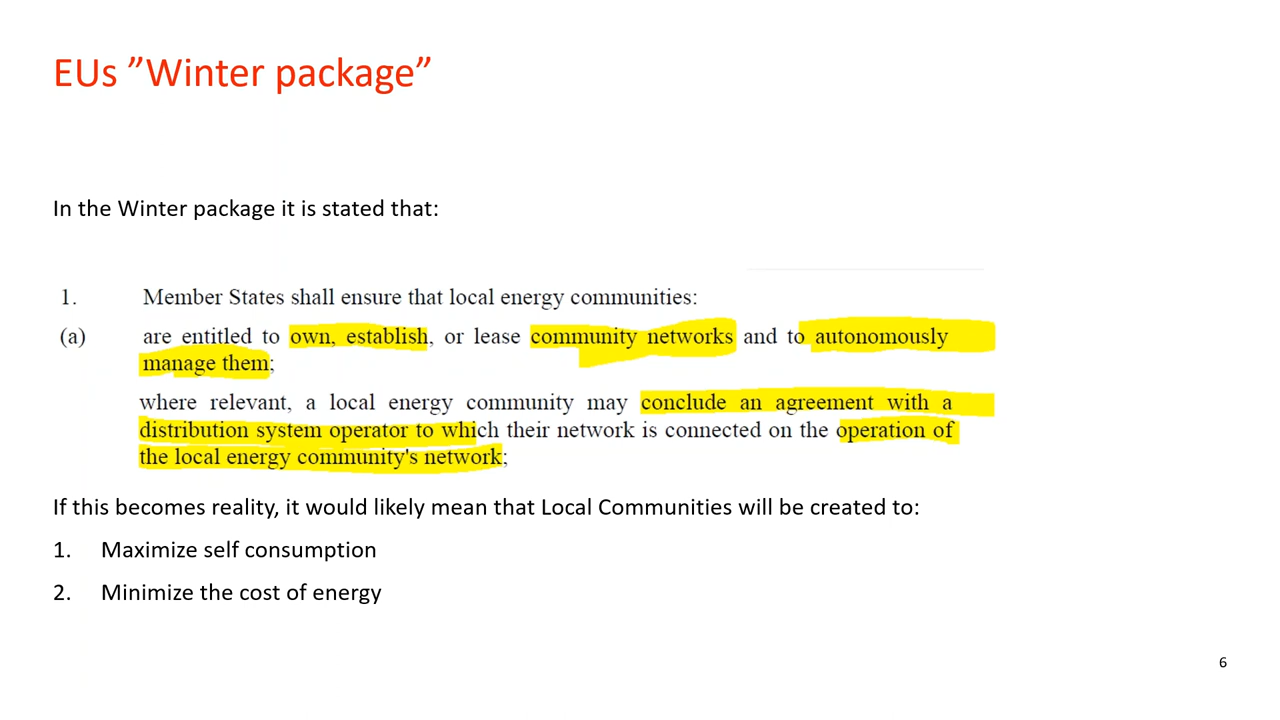 EUs ”Winter package”
In the Winter package it is stated that:
1. Member States shall ensure that local energy communities:
(a) are entitled to own, establish, or lease community networks and to autonomously
manage them;
where relevant, a local energy community may conclude an agreement with a
distribution system operator to which their network is connected on the operation of
the local energy community's network;
If this becomes reality, it would likely mean that Local Communities will be created to:
1. Maximize self consumption
2. Minimize the cost of energy
6